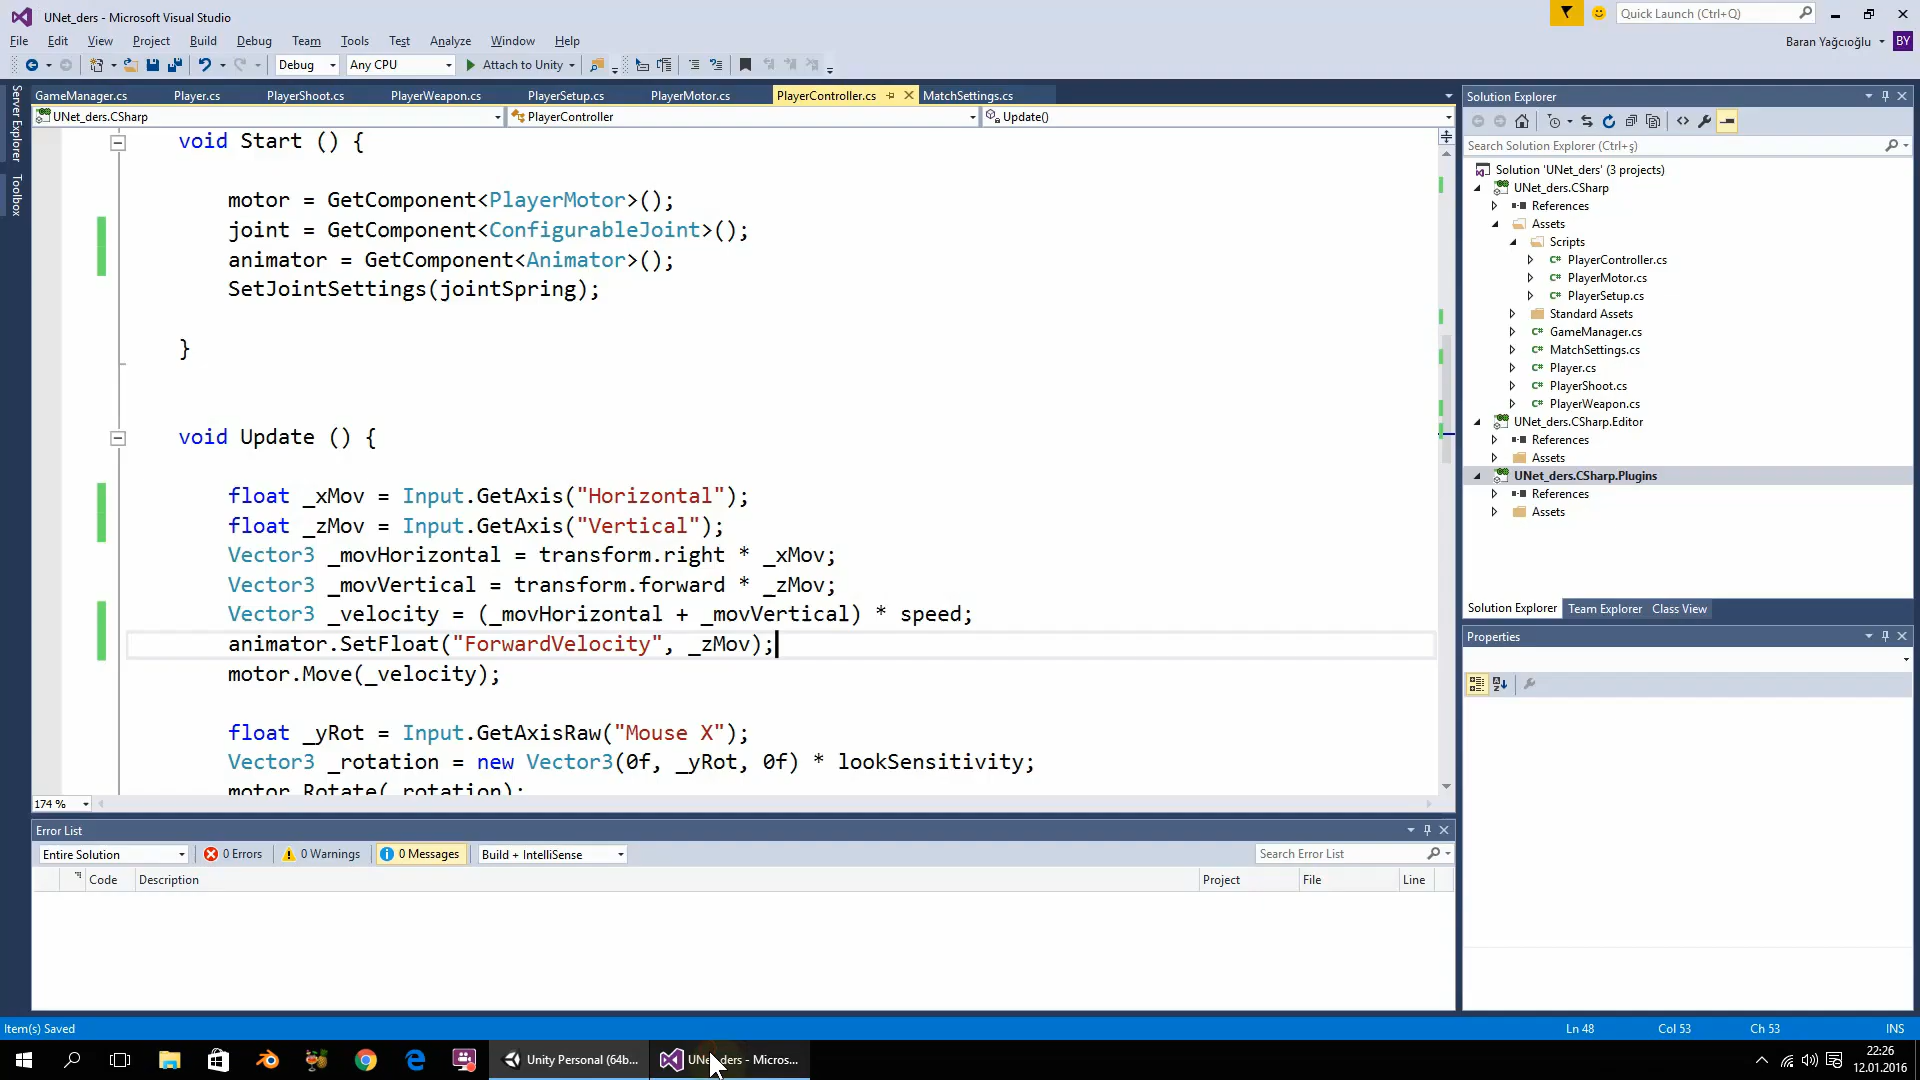 UNet_ders - Microsoft Visual Studio
Quick Launch (Ctrl+Q)
File Edit View Project Build Debug Team Tools Test Analyze Window Help
Baran Yağcıoğlu BY
Debug Any CPU Attach to Unity
Server Explorer
Toolbox
GameManager.cs Player.cs PlayerShoot.cs PlayerWeapon.cs PlayerSetup.cs PlayerMotor.cs PlayerController.cs MatchSettings.cs
UNet_ders.CSharp PlayerController Update()
void Start () {
motor = GetComponent<PlayerMotor>();
joint = GetComponent<ConfigurableJoint>();
animator = GetComponent<Animator>();
SetJointSettings(jointSpring);
}
void Update () {
float _xMov = Input.GetAxis("Horizontal");
float _zMov = Input.GetAxis("Vertical");
Vector3 _movHorizontal = transform.right * _xMov;
Vector3 _movVertical = transform.forward * _zMov;
Vector3 _velocity = (_movHorizontal + _movVertical) * speed;
animator.SetFloat("ForwardVelocity", _zMov);
motor.Move(_velocity);
float _yRot = Input.GetAxisRaw("Mouse X");
Vector3 _rotation = new Vector3(0f, _yRot, 0f) * lookSensitivity;
motor.Rotate(_rotation);
174 %
Solution Explorer
Search Solution Explorer (Ctrl+ş)
Solution 'UNet_ders' (3 projects)
UNet_ders.CSharp
References
Assets
Scripts
C# PlayerController.cs
C# PlayerMotor.cs
C# PlayerSetup.cs
Standard Assets
C# GameManager.cs
C# MatchSettings.cs
C# Player.cs
C# PlayerShoot.cs
C# PlayerWeapon.cs
UNet_ders.CSharp.Editor
References
Assets
UNet_ders.CSharp.Plugins
References
Assets
Solution Explorer Team Explorer Class View
Properties
Error List
Entire Solution 0 Errors 0 Warnings 0 Messages Build + IntelliSense Search Error List
Code Description Project File Line
Item(s) Saved Ln 48 Col 53 Ch 53 INS
Unity Personal (64b... UNet_ders - Micros...
22:26
12.01.2016